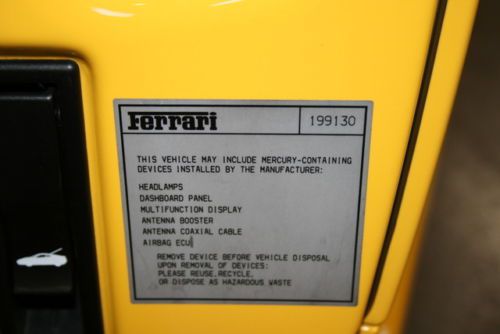 Ferrari 199130
THIS VEHICLE MAY INCLUDE MERCURY-CONTAINING
DEVICES INSTALLED BY THE MANUFACTURER:
HEADLAMPS
DASHBOARD PANEL
MULTIFUNCTION DISPLAY
ANTENNA BOOSTER
ANTENNA COAXIAL CABLE
AIRBAG ECU
REMOVE DEVICE BEFORE VEHICLE DISPOSAL
UPON REMOVAL OF DEVICES:
PLEASE REUSE,RECYCLE,
OR DISPOSE AS HAZARDOUS WASTE